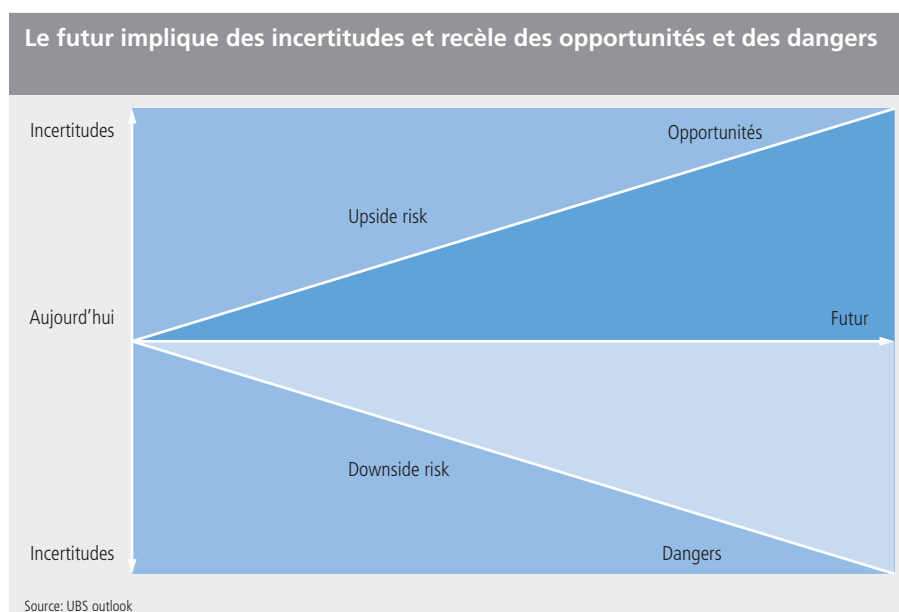 Le futur implique des incertitudes et recèle des opportunités et des dangers
Incertitudes
Opportunités
Upside risk
Aujourd’hui
Futur
Downside risk
Incertitudes
Dangers
Source: UBS outlook